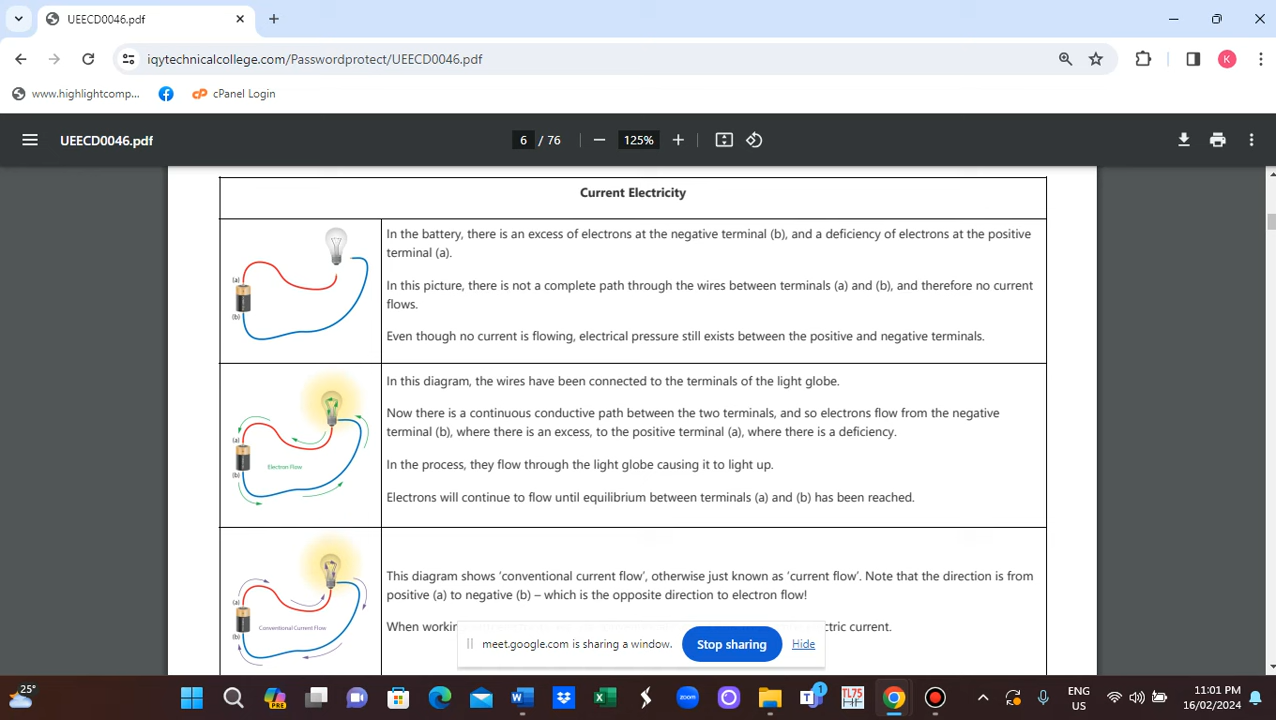 UEECD0046.pdf
iqytechnicalcollege.com/Passwordprotect/UEECD0046.pdf
K
www.highlightcomp...
cPanel Login
UEECD0046.pdf
6 / 76
125%
Current Electricity
(a)
(b)
In the battery, there is an excess of electrons at the negative terminal (b), and a deficiency of electrons at the positive
terminal (a).
In this picture, there is not a complete path through the wires between terminals (a) and (b), and therefore no current
flows.
Even though no current is flowing, electrical pressure still exists between the positive and negative terminals.
(a)
(b)
Electron Flow
In this diagram, the wires have been connected to the terminals of the light globe.
Now there is a continuous conductive path between the two terminals, and so electrons flow from the negative
terminal (b), where there is an excess, to the positive terminal (a), where there is a deficiency.
In the process, they flow through the light globe causing it to light up.
Electrons will continue to flow until equilibrium between terminals (a) and (b) has been reached.
(a)
(b)
Conventional Current Flow
This diagram shows ‘conventional current flow’, otherwise just known as ‘current flow’. Note that the direction is from
positive (a) to negative (b) – which is the opposite direction to electron flow!
When workin ectric current.
meet.google.com is sharing a window.
Stop sharing
Hide
25°
PRE
zoom
1
TL75
ENG
US
11:01 PM
16/02/2024